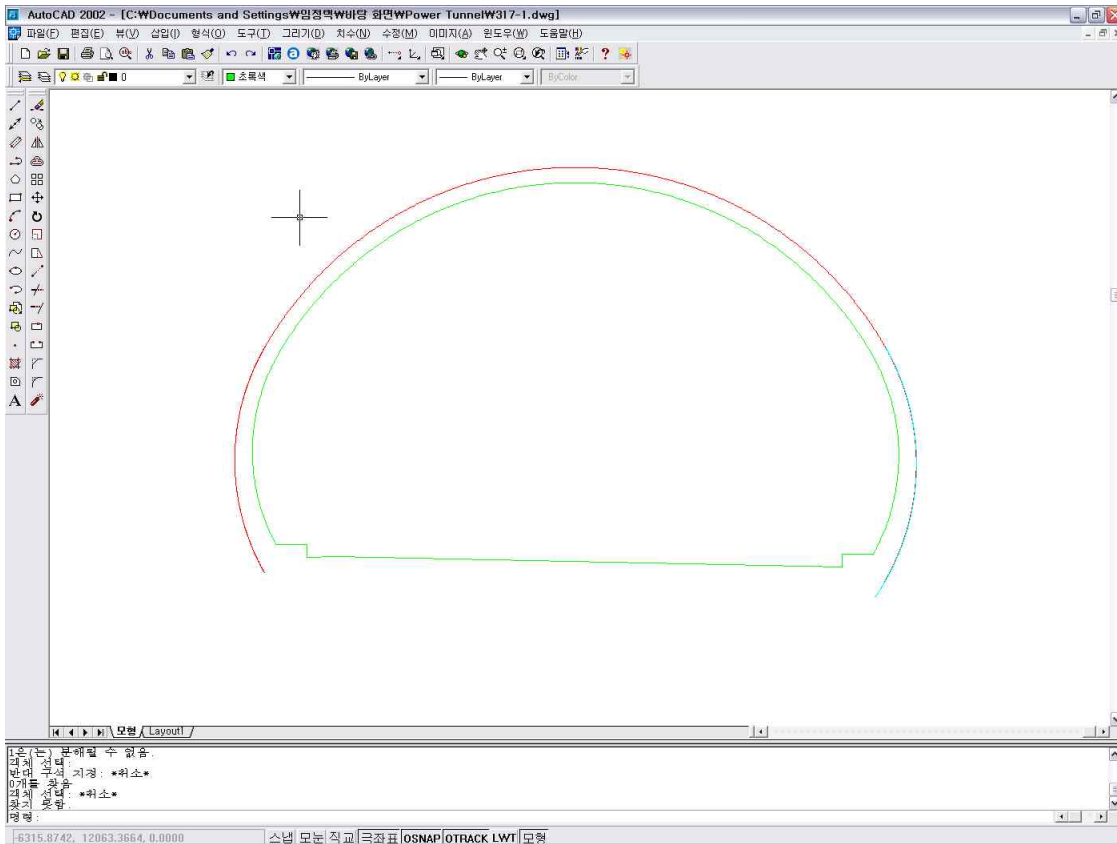 AutoCAD 2002 - [C:₩Documents and Settings₩임정택₩바탕 화면₩Power Tunnel₩317-1.dwg]
파일(F) 편집(E) 뷰(V) 삽입(I) 형식(O) 도구(T) 그리기(D) 치수(N) 수정(M) 이미지(A) 윈도우(W) 도움말(H)
0 초록색 ByLayer ByLayer ByColor
A
모형 Layout1
1은(는) 분해될 수 없음.
객체 선택:
반대 구석 지정: *취소*
0개를 찾음
객체 선택: *취소*
찾지 못함.
명령:
-6315.8742, 12063.3664, 0.0000 스냅 모눈 직교 극좌표 OSNAP OTRACK LWT 모형